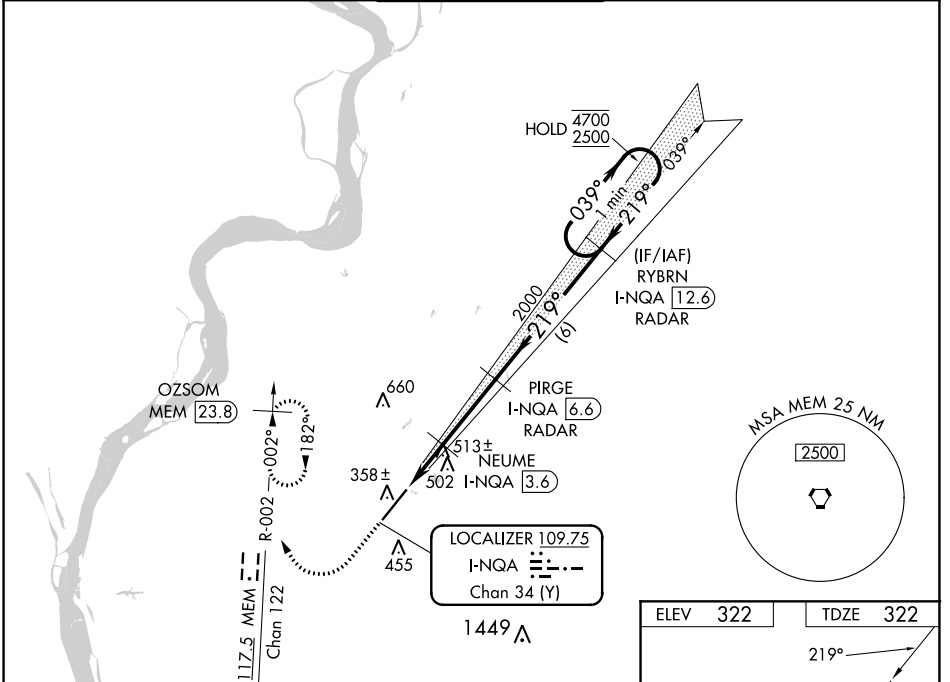 HOLD 4700
2500
039°
1 min
219°
039°
(IF/IAF)
RYBRN
I-NQA 12.6
RADAR
2000
219°
(6)
OZSOM
MEM 23.8
660
PIRGE
I-NQA 6.6
RADAR
MSA MEM 25 NM
2500
002°
182°
R-002
513±
NEUME
502 I-NQA 3.6
358±
455
LOCALIZER 109.75
I-NQA
Chan 34 (Y)
1449
117.5 MEM
Chan 122
ELEV 322
TDZE 322
219°